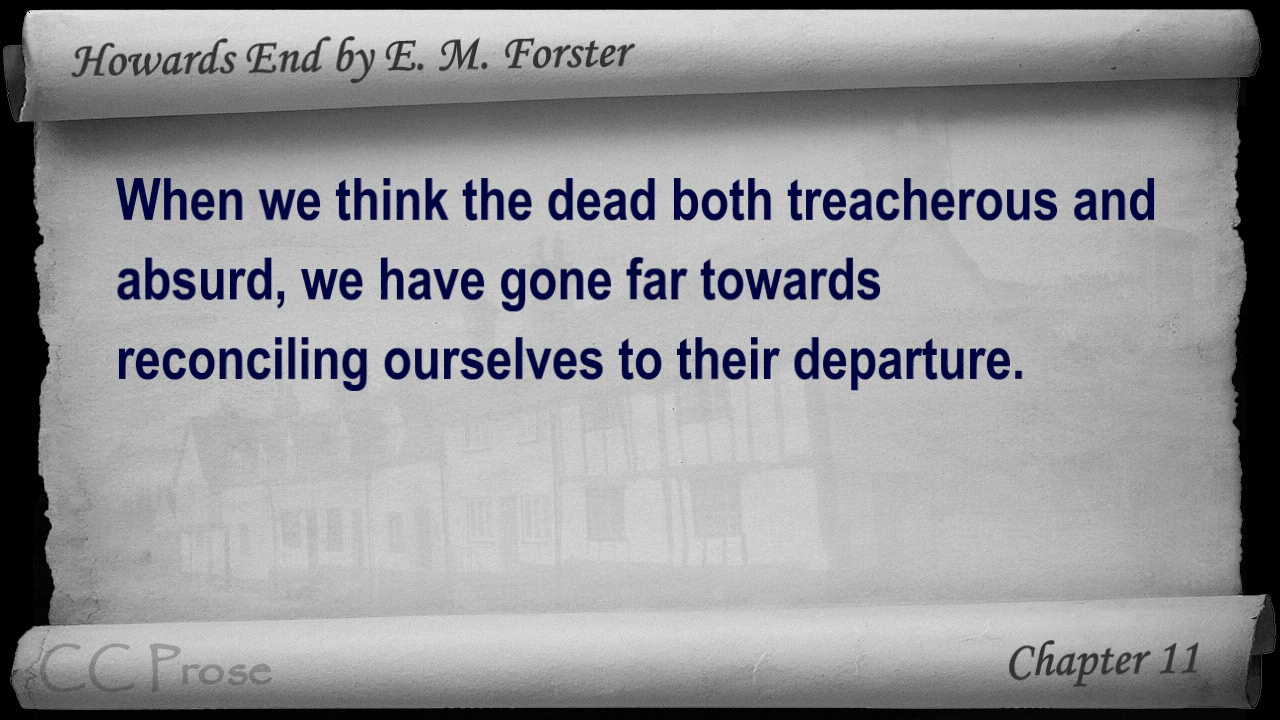 Howards End by E. M. Forster
When we think the dead both treacherous and
absurd, we have gone far towards
reconciling ourselves to their departure.
CC Prose
Chapter 11